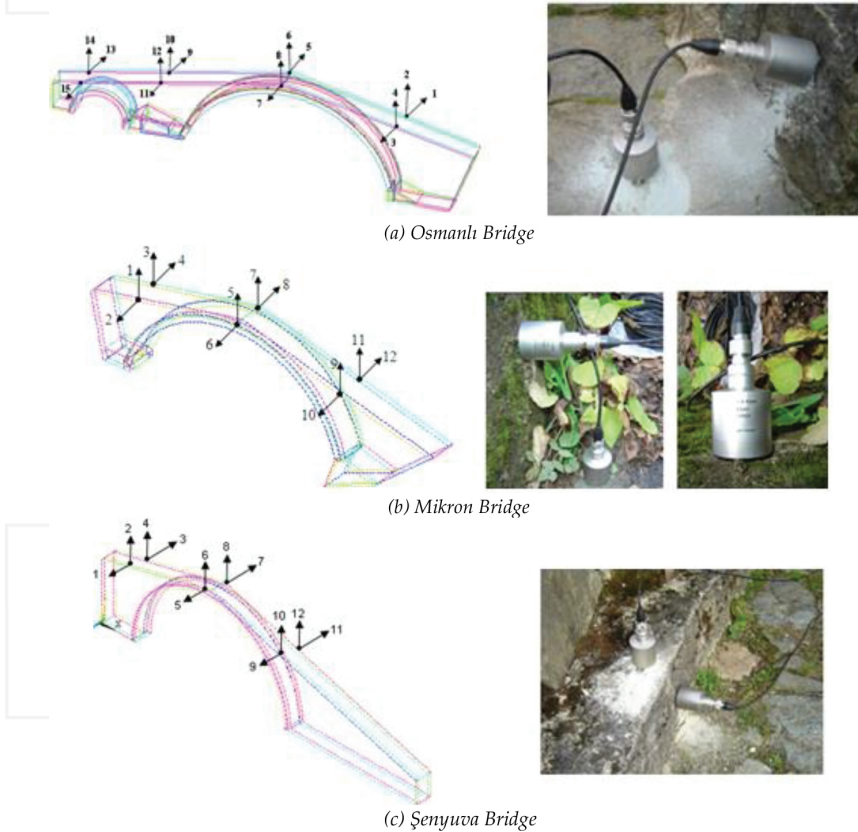 14 13 10 9 12 11 15 6 5 8 7 2 4 1 3
(a) Osmanlı Bridge
3 1 4 2 7 5 8 6 11 12 9 10
(b) Mikron Bridge
2 4 3 1 6 8 7 5 10 12 11 9
(c) Şenyuva Bridge